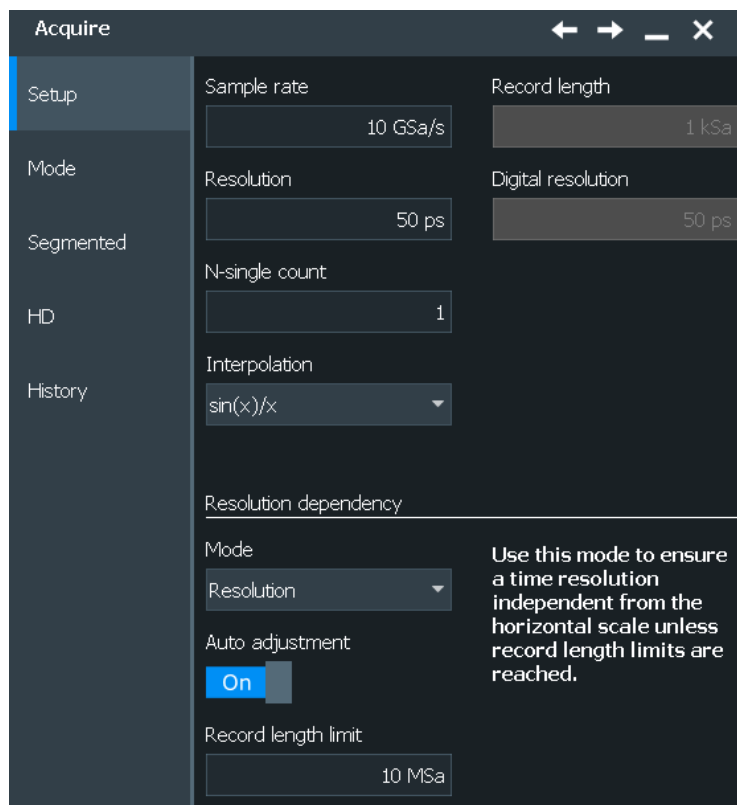 Acquire
Setup
Mode
Segmented
HD
History
Sample rate
10 GSa/s
Record length
1 kSa
Resolution
50 ps
Digital resolution
50 ps
N-single count
1
Interpolation
sin(x)/x
Resolution dependency
Mode
Resolution
Use this mode to ensure
a time resolution
independent from the
horizontal scale unless
record length limits are
reached.
Auto adjustment
On
Record length limit
10 MSa